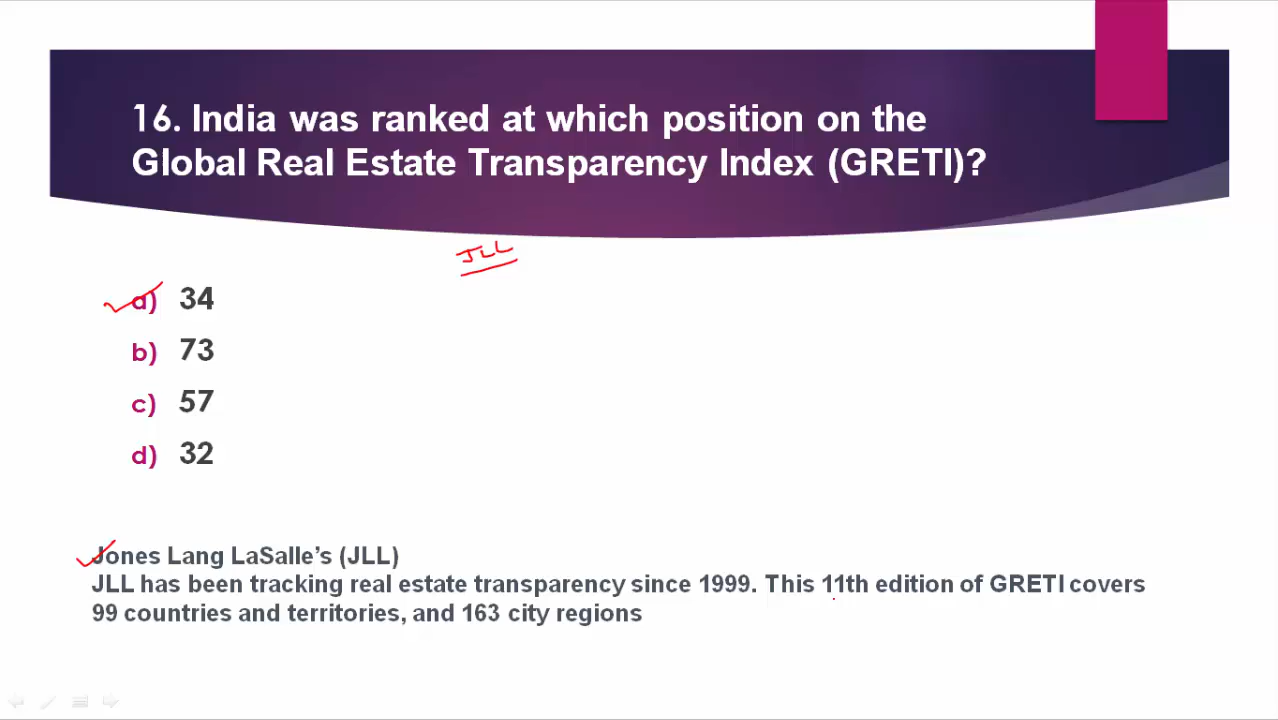 16. India was ranked at which position on the
Global Real Estate Transparency Index (GRETI)?
JLL
a) 34
b) 73
c) 57
d) 32
Jones Lang LaSalle’s (JLL)
JLL has been tracking real estate transparency since 1999. This 11th edition of GRETI covers
99 countries and territories, and 163 city regions